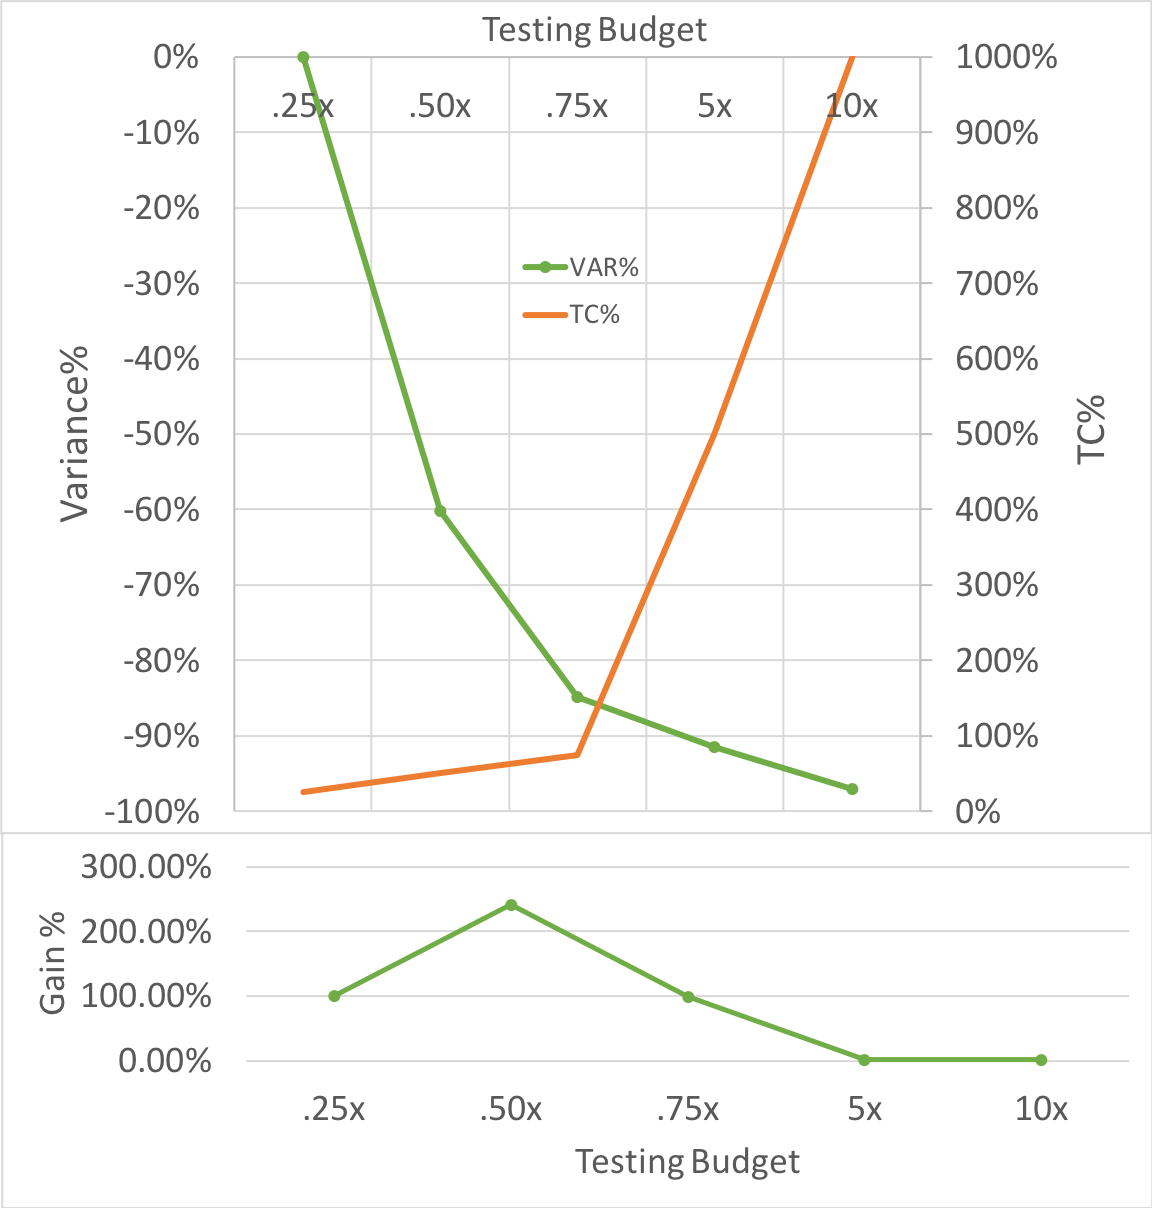 Testing Budget
0%
1000%
.25x .50x .75x 5x 10x
-10%
900%
-20%
800%
-30%
700%
-40%
600%
-50%
500%
-60%
400%
-70%
300%
-80%
200%
-90%
100%
-100%
0%
VAR%
TC%
Variance%
TC%
300.00%
200.00%
100.00%
0.00%
Gain %
.25x .50x .75x 5x 10x
Testing Budget